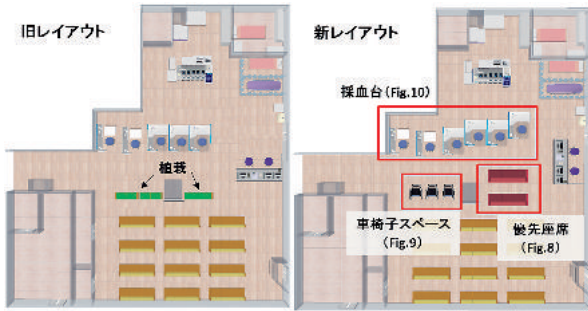 旧レイアウト
新レイアウト
採血台(Fig.10)
植栽
車椅子スペース
(Fig.9)
優先座席
(Fig.8)